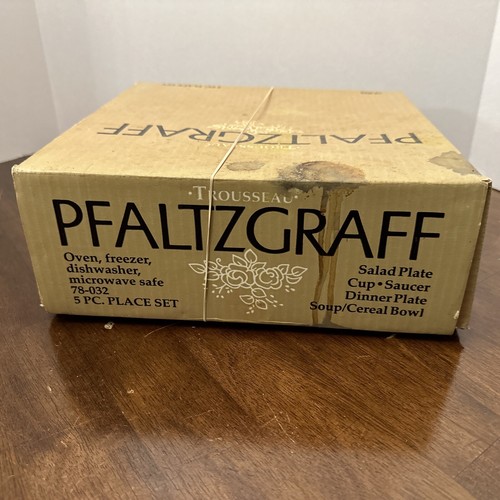 PFALTZGRAFF
·TROUSSEAU·
PFALTZGRAFF
Oven, freezer,
dishwasher,
microwave safe
78-032
5 PC. PLACE SET
Salad Plate
Cup • Saucer
Dinner Plate
Soup/Cereal Bowl